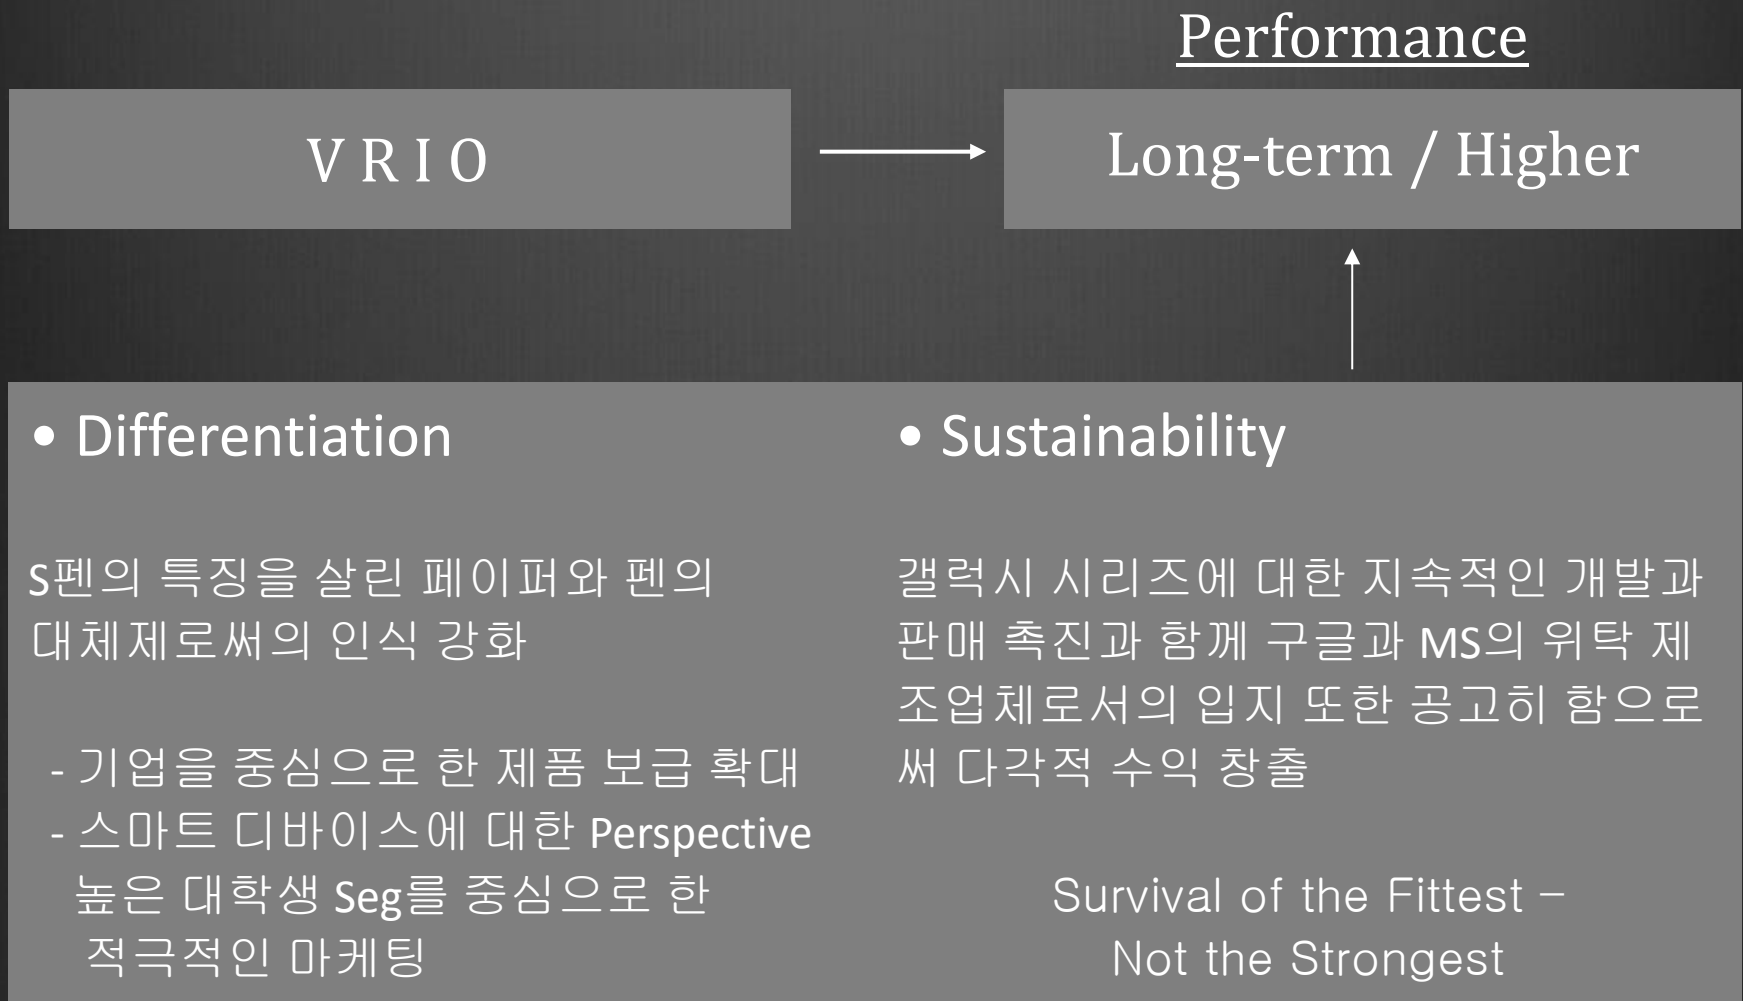 Performance
V R I O
Long-term / Higher
• Differentiation
S펜의 특징을 살린 페이퍼와 펜의
대체제로써의 인식 강화
- 기업을 중심으로 한 제품 보급 확대
- 스마트 디바이스에 대한 Perspective
높은 대학생 Seg를 중심으로 한
적극적인 마케팅
• Sustainability
갤럭시 시리즈에 대한 지속적인 개발과
판매 촉진과 함께 구글과 MS의 위탁 제
조업체로서의 입지 또한 공고히 함으로
써 다각적 수익 창출
Survival of the Fittest –
Not the Strongest